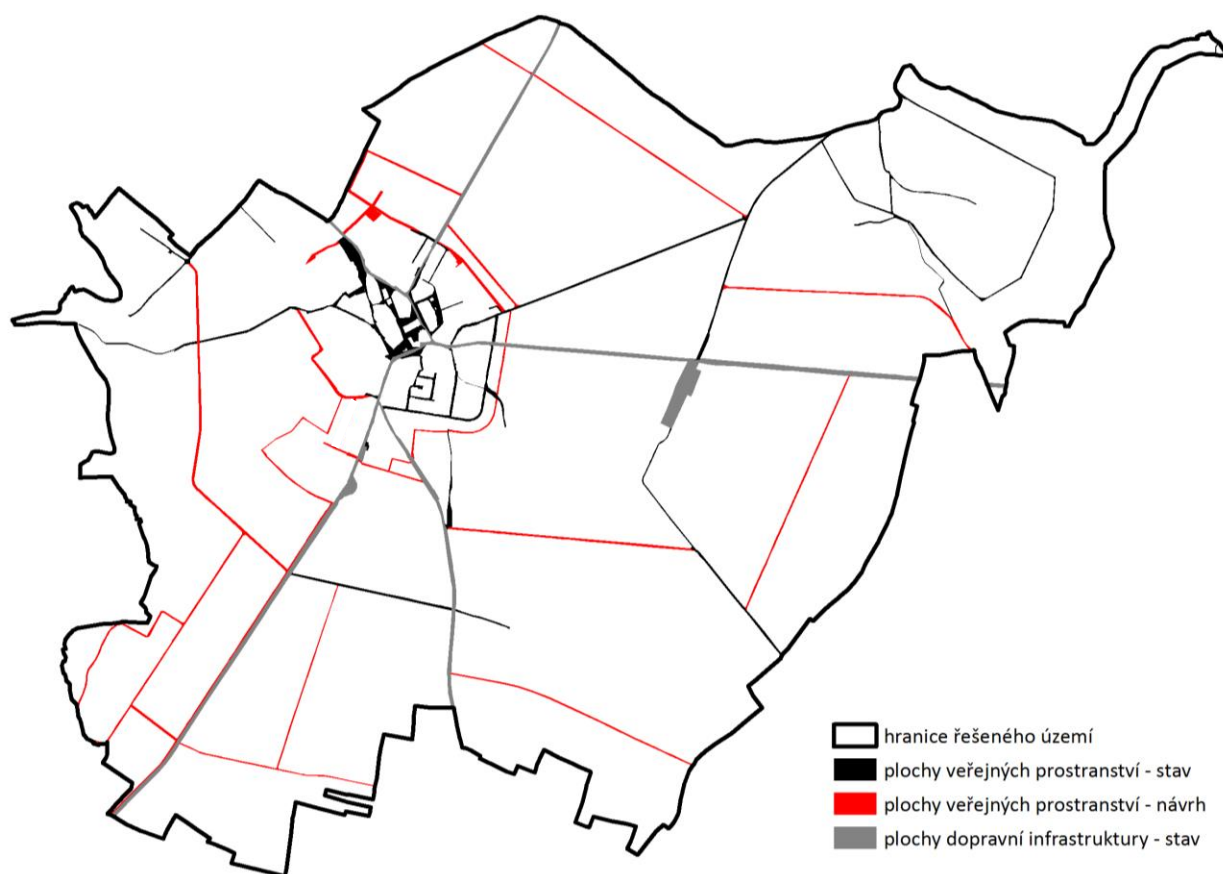 hranice řešeného území
plochy veřejných prostranství - stav
plochy veřejných prostranství - návrh
plochy dopravní infrastruktury - stav